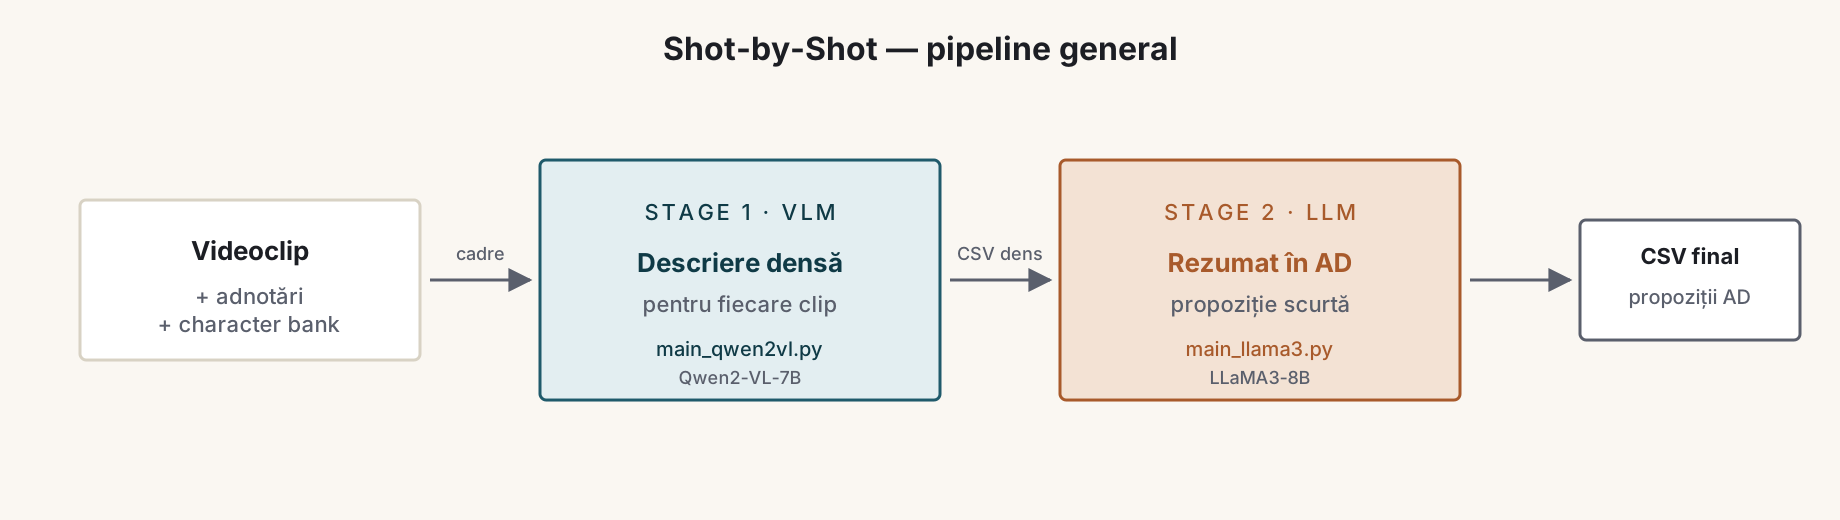 Shot-by-Shot — pipeline general
Videoclip
+ adnotări
+ character bank
cadre
STAGE 1 · VLM
Descriere densă
pentru fiecare clip
main_qwen2vl.py
Qwen2-VL-7B
CSV dens
STAGE 2 · LLM
Rezumat în AD
propoziție scurtă
main_llama3.py
LLaMA3-8B
CSV final
propoziții AD